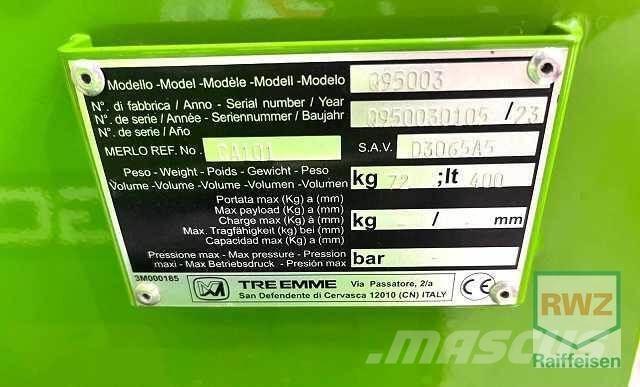 Modello -Model -Modèle -Modell -Modelo Q95003
N°. di fabbrica / Anno - Serial number / Year
N°. de série / Année - Seriennummer / Baujahr Q950030105 / 23
N°. de serie / Año
MERLO REF. No. CA101 S.A.V. D3065A5
Peso - Weight - Poids - Gewicht - Peso
Volume -Volume -Volume -Volumen -Volumen kg 72 ;lt 400
Portata max (Kg) a (mm)
Max payload (Kg) a (mm)
Charge max (Kg) à (mm) kg - / - mm
Max. Tragfähigkeit (kg) bei (mm)
Capacidad max (Kg) a (mm)
Pressione max - Max pressure - Pression
maxi - Max Betriebsdruck - Presión max bar -
3M000185
TRE EMME Via Passatore, 2/a
San Defendente di Cervasca 12010 (CN) ITALY
CE
RWZ
MASCUS
Raiffeisen